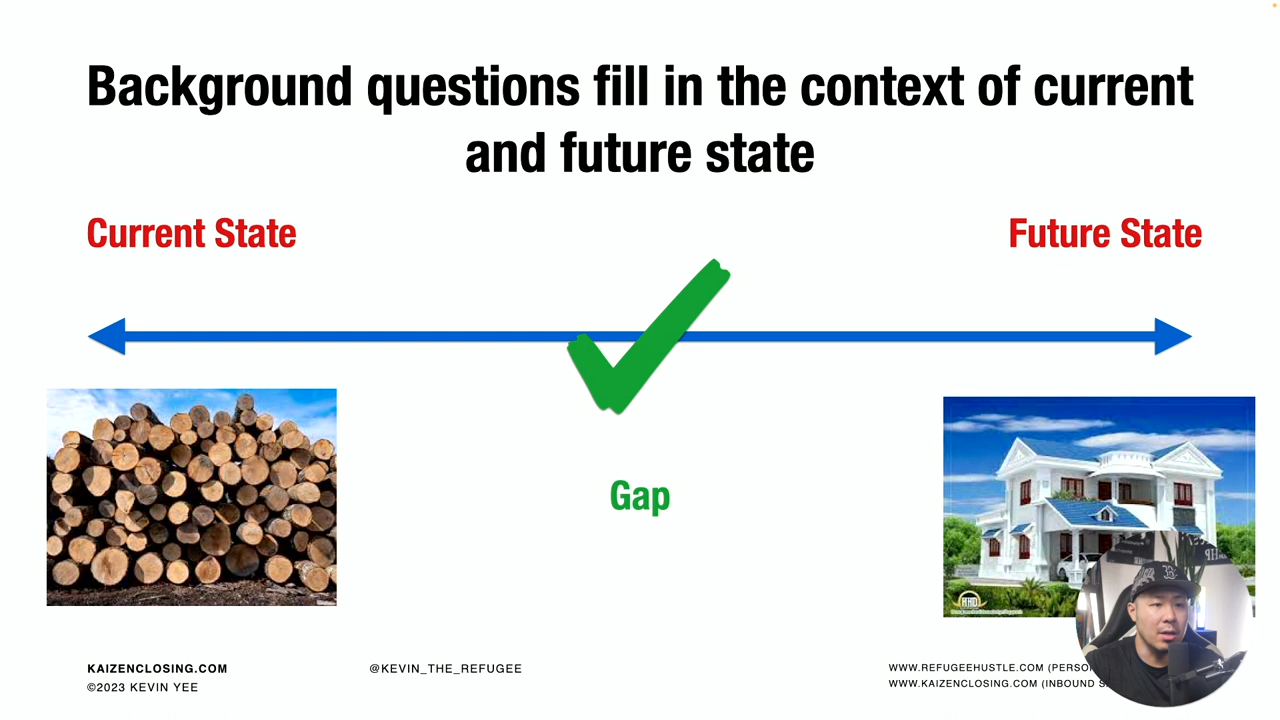 Background questions fill in the context of current
and future state
Current State
Future State
Gap
KAIZENCLOSING.COM
©2023 KEVIN YEE
@KEVIN_THE_REFUGEE
WWW.REFUGEEHUSTLE.COM
WWW.KAIZENCLOSING.COM (INBOUND